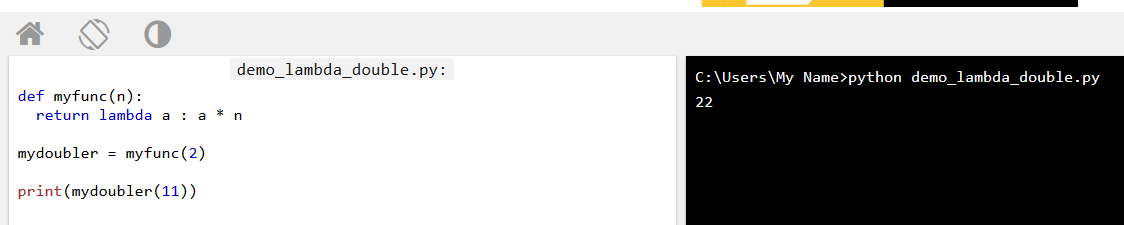 demo_lambda_double.py:
def myfunc(n):
  return lambda a : a * n
mydoubler = myfunc(2)
print(mydoubler(11))
C:\Users\My Name>python demo_lambda_double.py
22